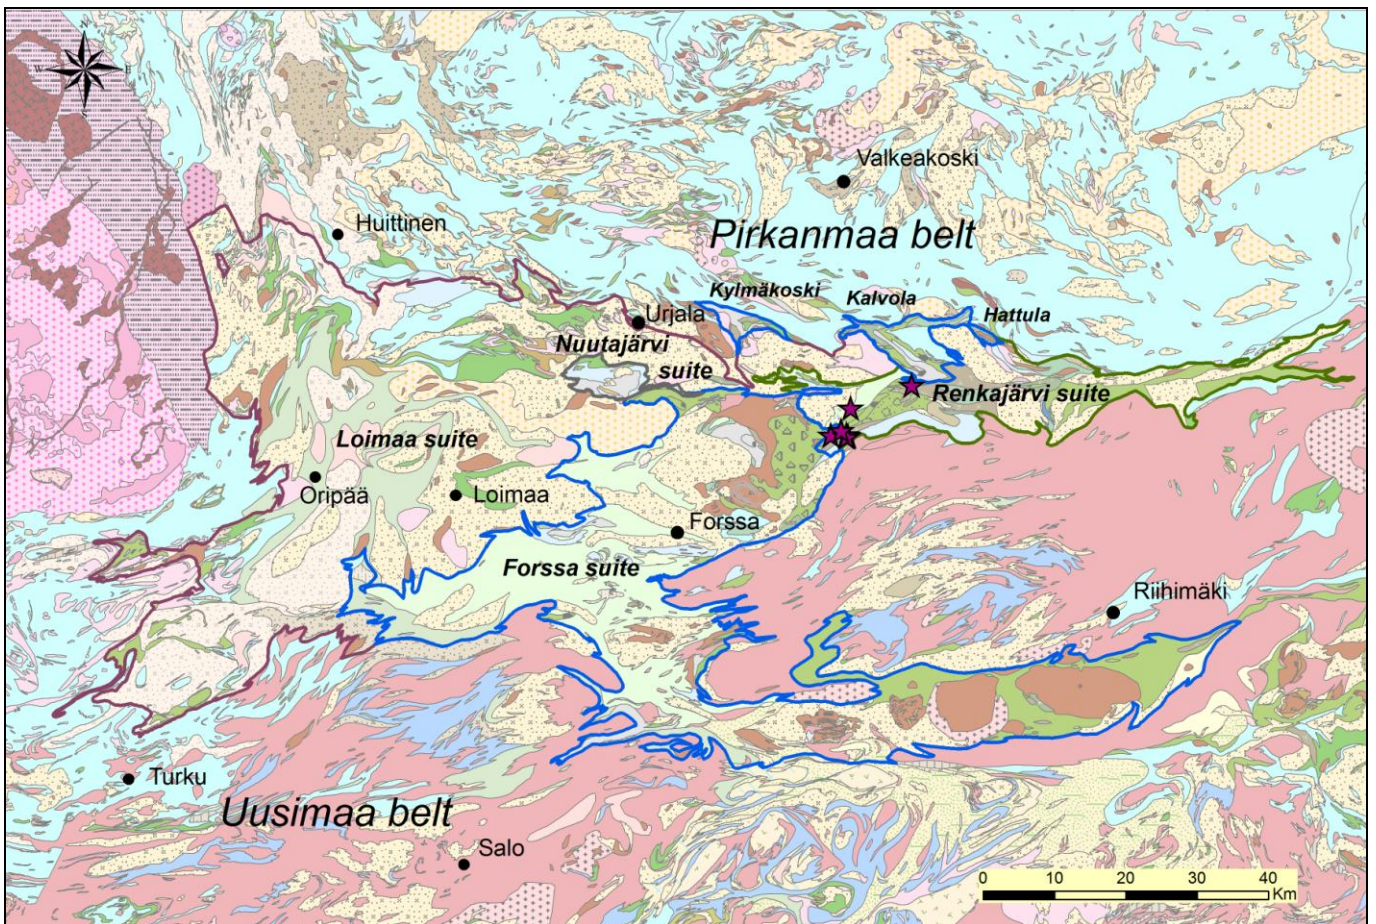 N
W
E
Valkeakoski
Huittinen
Pirkanmaa belt
Kylmäkoski
Kalvola
Hattula
Urjala
Nuutajärvi
suite
Renkajärvi suite
Loimaa suite
Oripää
Loimaa
Forssa
Forssa suite
Riihimäki
Turku
Uusimaa belt
Salo
0 10 20 30 40
Km